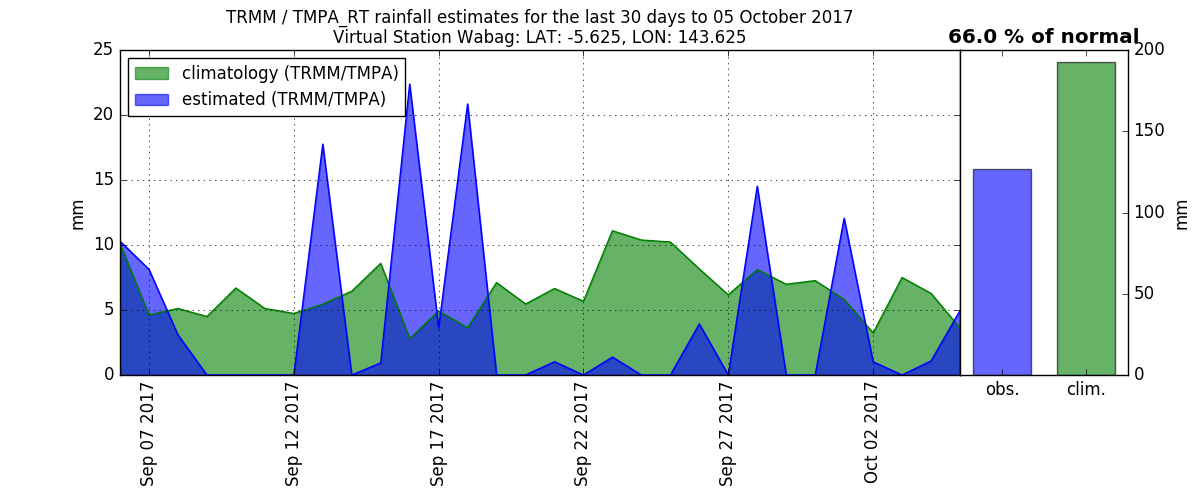 TRMM / TMPA_RT rainfall estimates for the last 30 days to 05 October 2017
Virtual Station Wabag: LAT: -5.625, LON: 143.625
66.0 % of normal
climatology (TRMM/TMPA)
estimated (TRMM/TMPA)
25
20
15
10
5
0
mm
200
150
100
50
0
mm
obs.
clim.
Sep 07 2017
Sep 12 2017
Sep 17 2017
Sep 22 2017
Sep 27 2017
Oct 02 2017